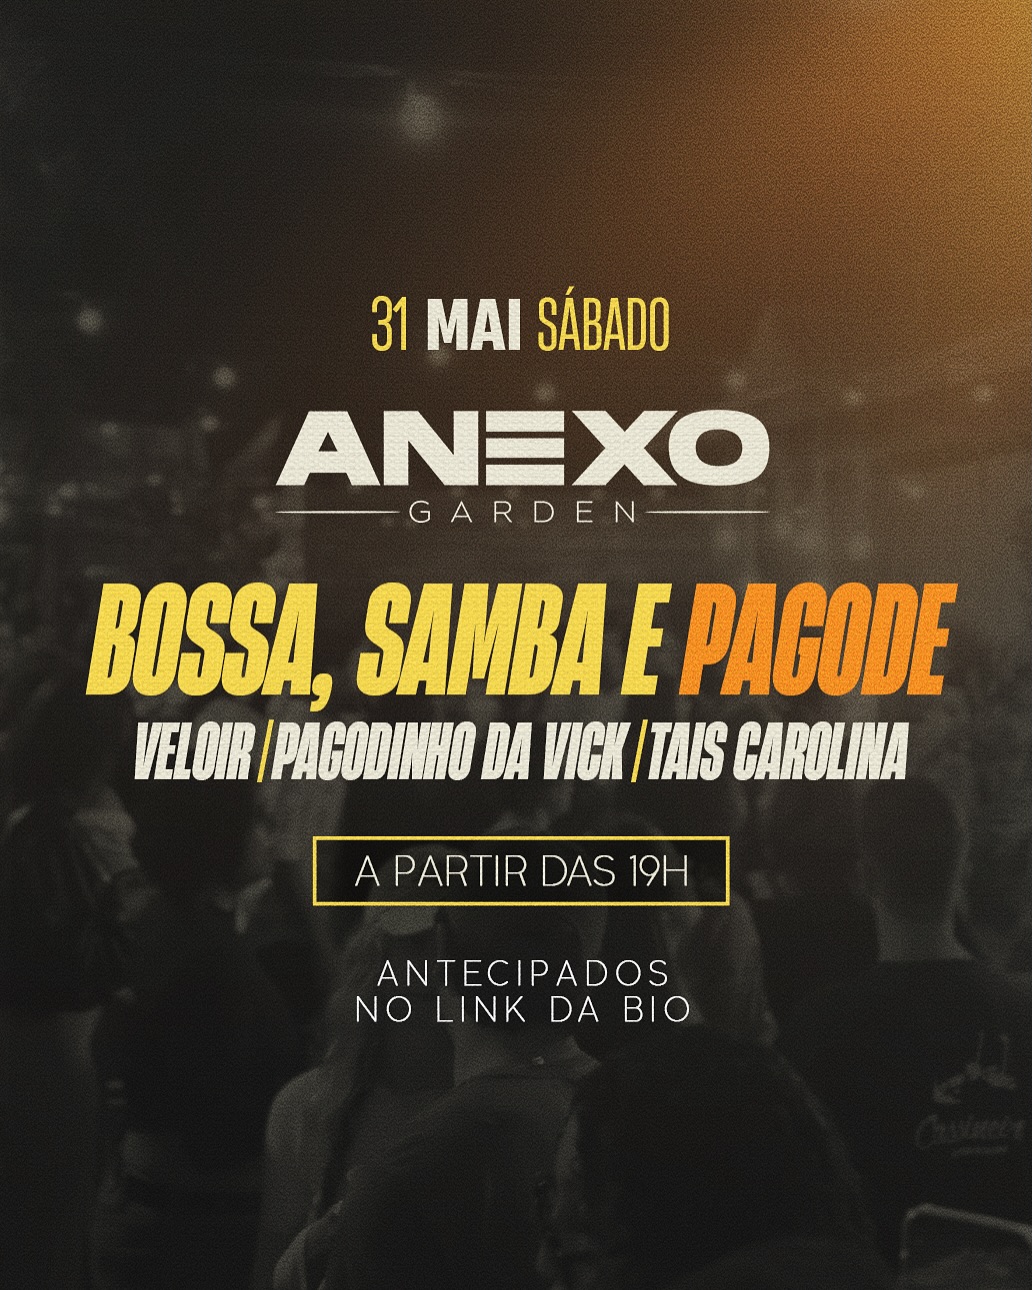 31 MAI SÁBADO
ANEXO
GARDEN
BOSSA, SAMBA E PAGODE
VELOIR/PAGODINHO DA VICK/TAIS CAROLINA
A PARTIR DAS 19H
ANTECIPADOS
NO LINK DA BIO